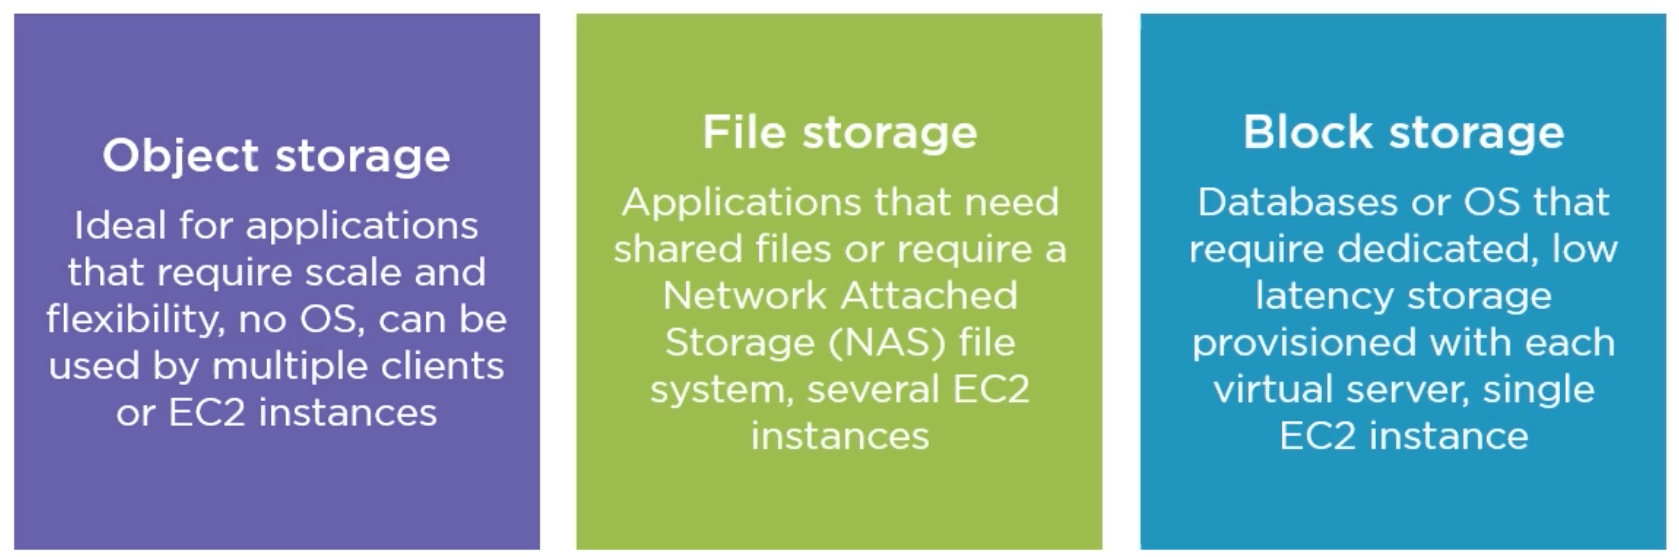 Object storage
Ideal for applications
that require scale and
flexibility, no OS, can be
used by multiple clients
or EC2 instances
File storage
Applications that need
shared files or require a
Network Attached
Storage (NAS) file
system, several EC2
instances
Block storage
Databases or OS that
require dedicated, low
latency storage
provisioned with each
virtual server, single
EC2 instance